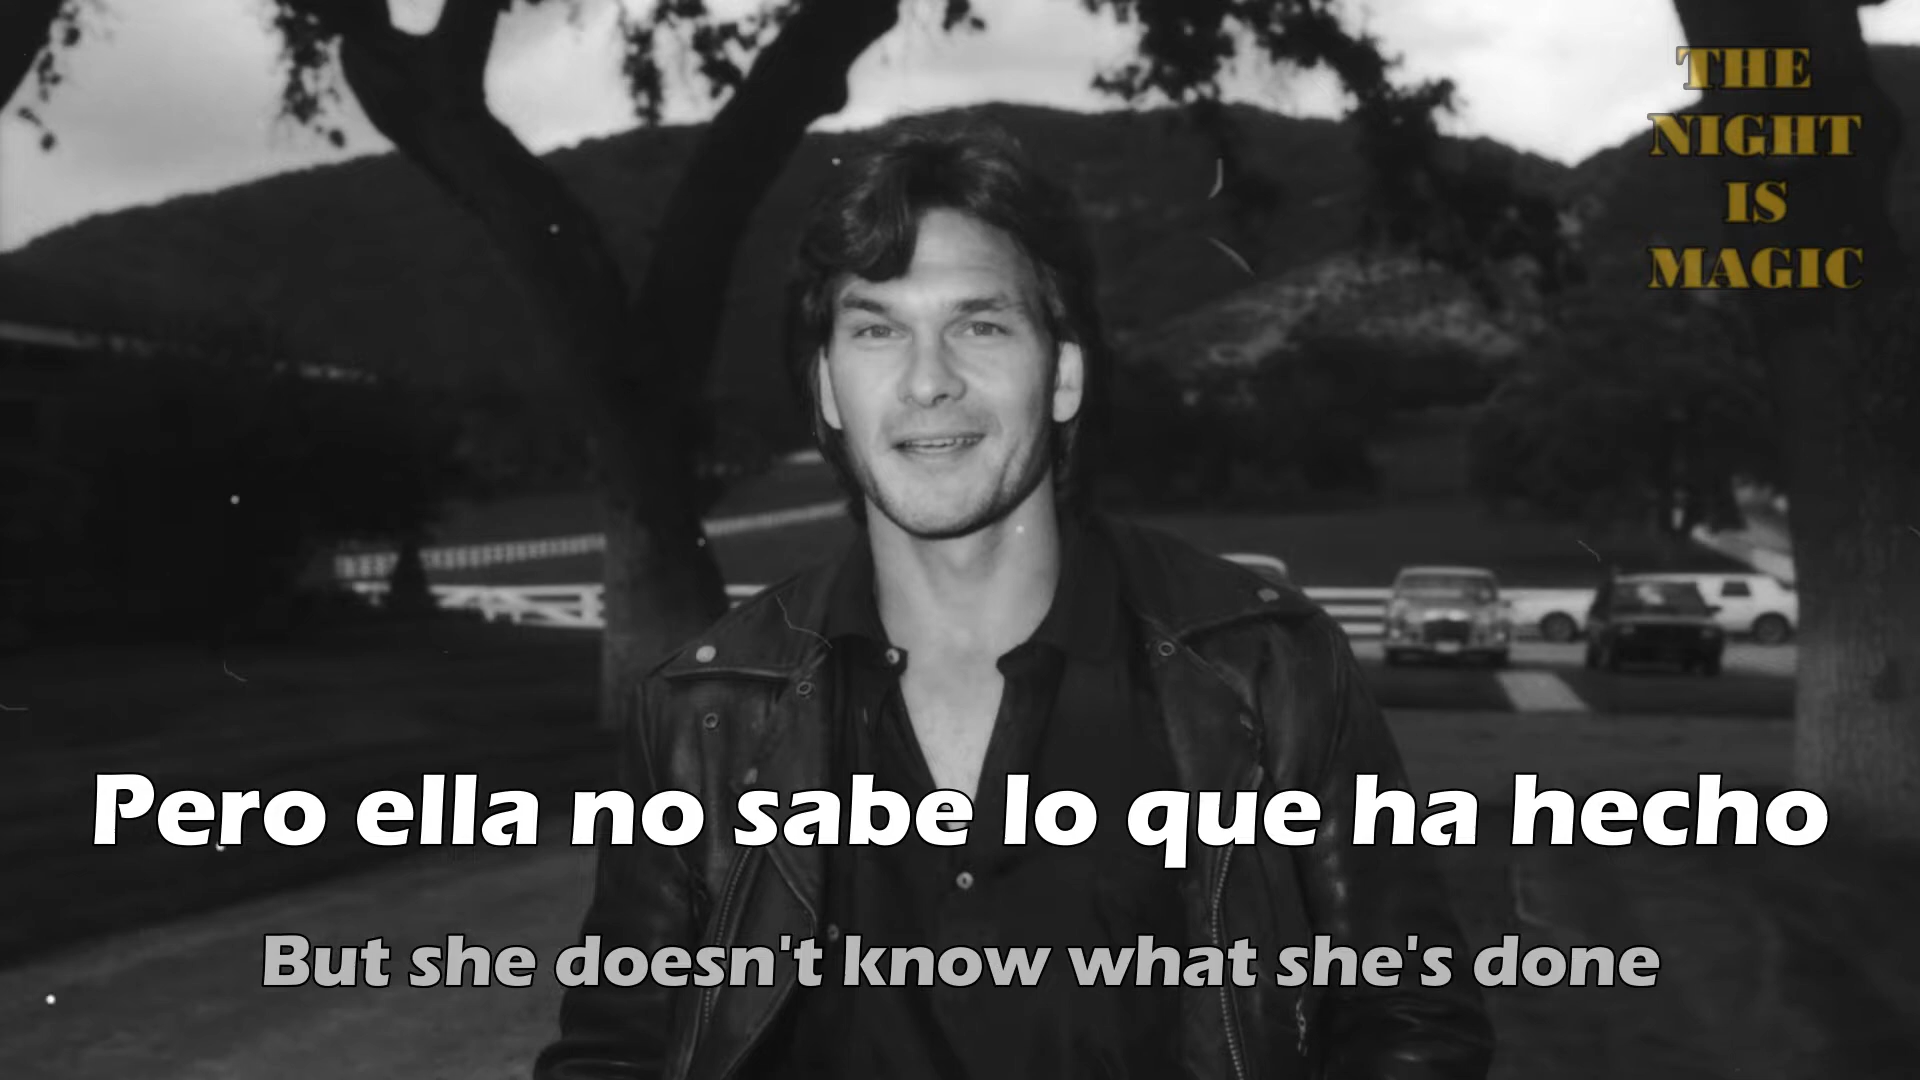 THE
NIGHT
IS
MAGIC
Pero ella no sabe lo que ha hecho
But she doesn't know what she's done